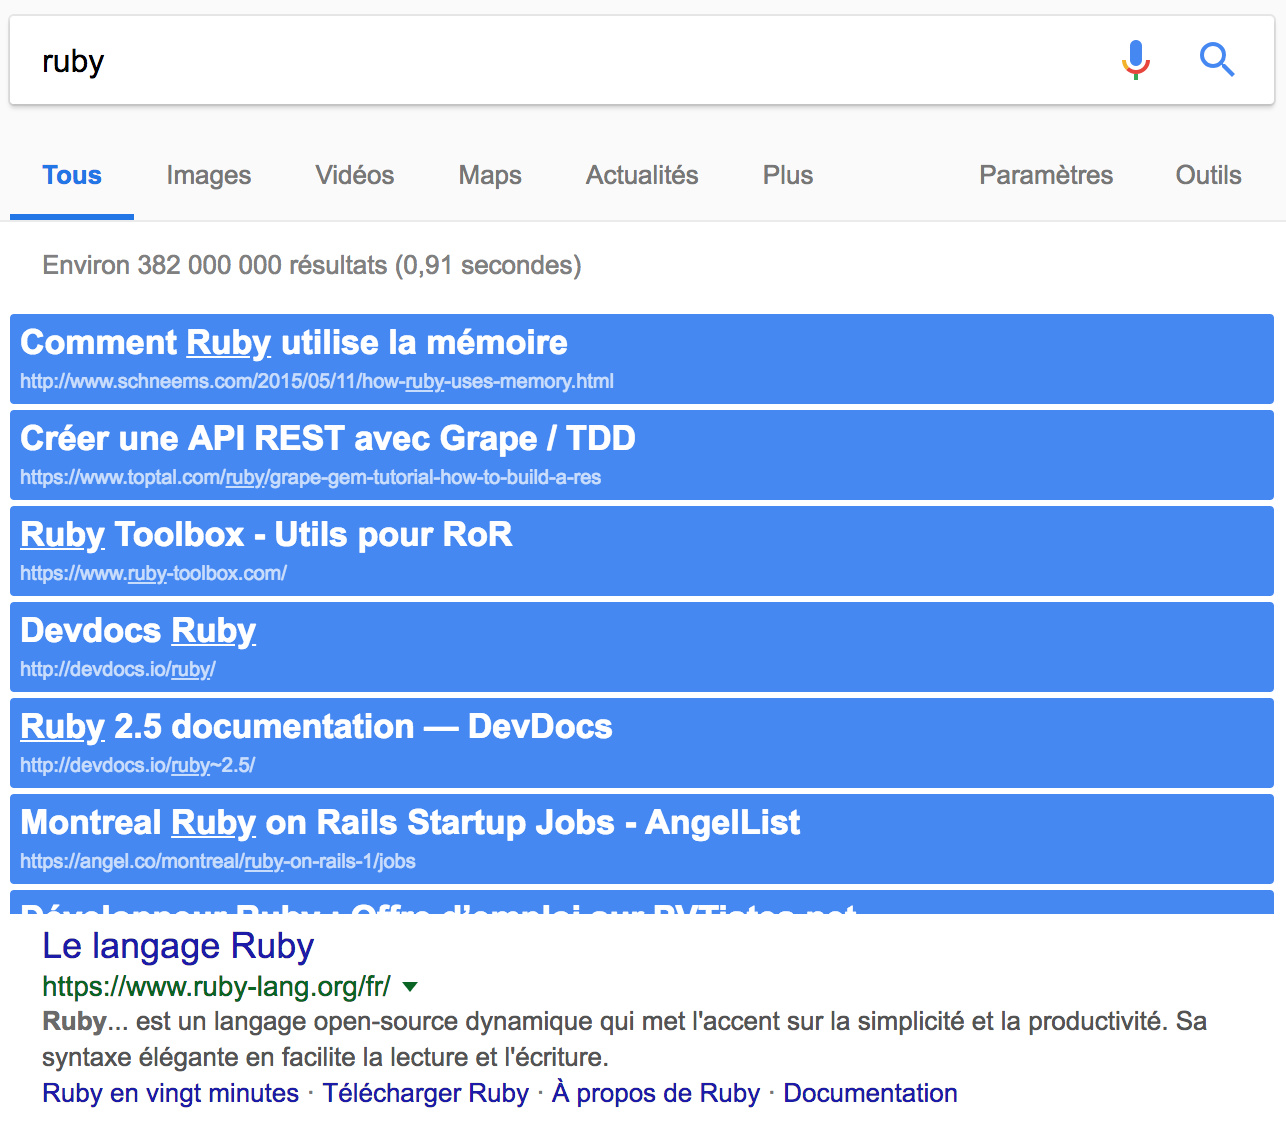 ruby
Tous Images Vidéos Maps Actualités Plus Paramètres Outils
Environ 382 000 000 résultats (0,91 secondes)
Comment Ruby utilise la mémoire
http://www.schneems.com/2015/05/11/how-ruby-uses-memory.html
Créer une API REST avec Grape / TDD
https://www.toptal.com/ruby/grape-gem-tutorial-how-to-build-a-res
Ruby Toolbox - Utils pour RoR
https://www.ruby-toolbox.com/
Devdocs Ruby
http://devdocs.io/ruby/
Ruby 2.5 documentation — DevDocs
http://devdocs.io/ruby~2.5/
Montreal Ruby on Rails Startup Jobs - AngelList
https://angel.co/montreal/ruby-on-rails-1/jobs
Développeur Ruby : Offre d'emploi sur PVTistes.net
Le langage Ruby
https://www.ruby-lang.org/fr/
Ruby... est un langage open-source dynamique qui met l'accent sur la simplicité et la productivité. Sa
syntaxe élégante en facilite la lecture et l'écriture.
Ruby en vingt minutes · Télécharger Ruby · À propos de Ruby · Documentation